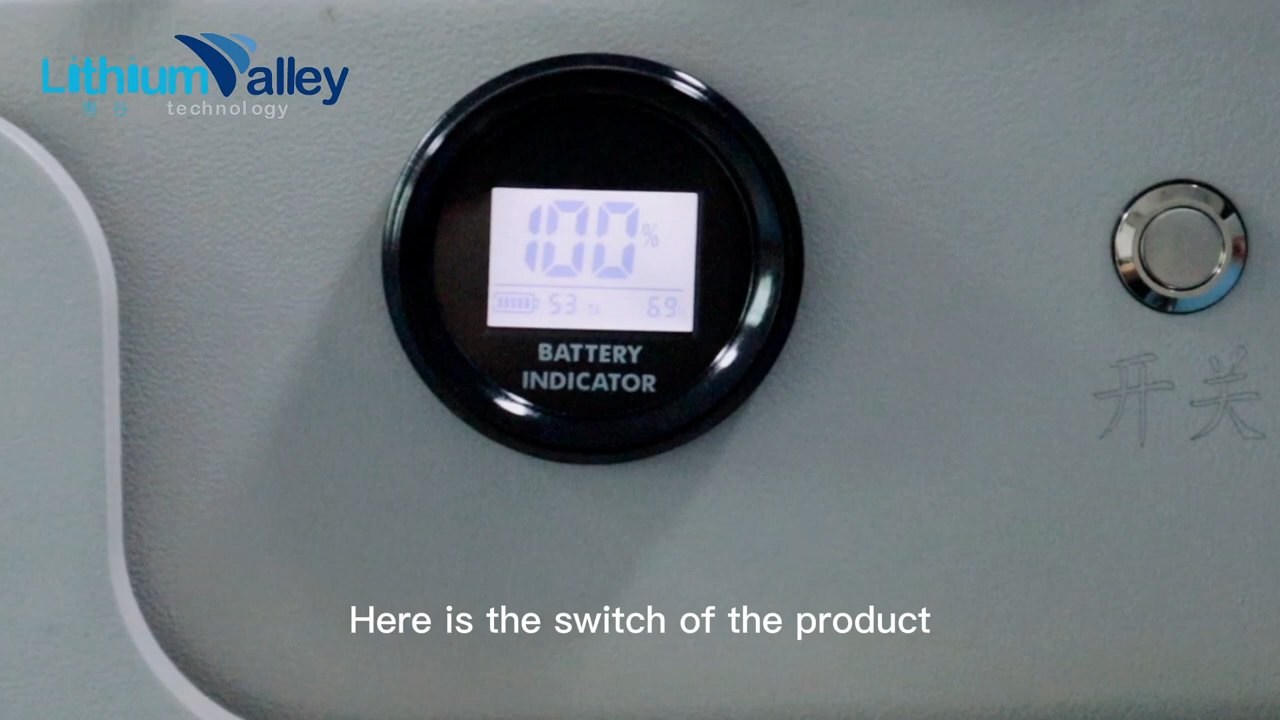 LithiumValley
technology
100%
53
69
BATTERY
INDICATOR
开关
Here is the switch of the product